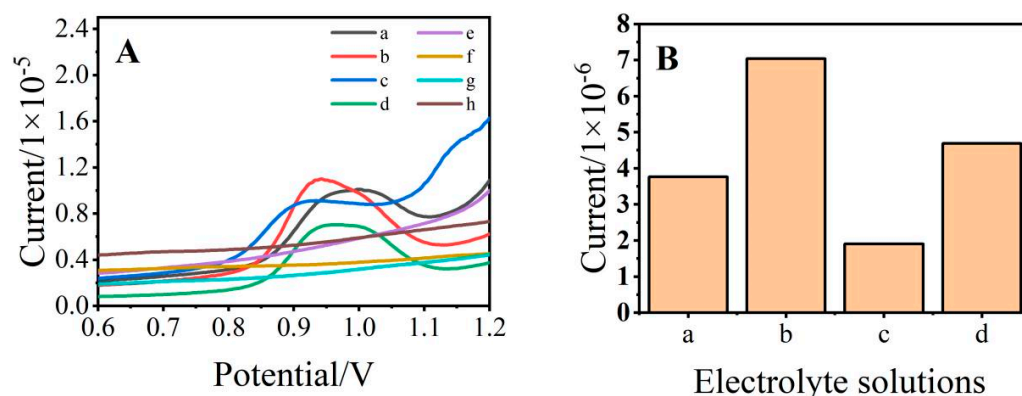 A
2.4
2.0
1.6
1.2
0.8
0.4
0.0
0.6 0.7 0.8 0.9 1.0 1.1 1.2
Current/1×10⁻⁵
Potential/V
a e
b f
c g
d h
B
8
7
6
5
4
3
2
1
0
a b c d
Current/1×10⁻⁶
Electrolyte solutions